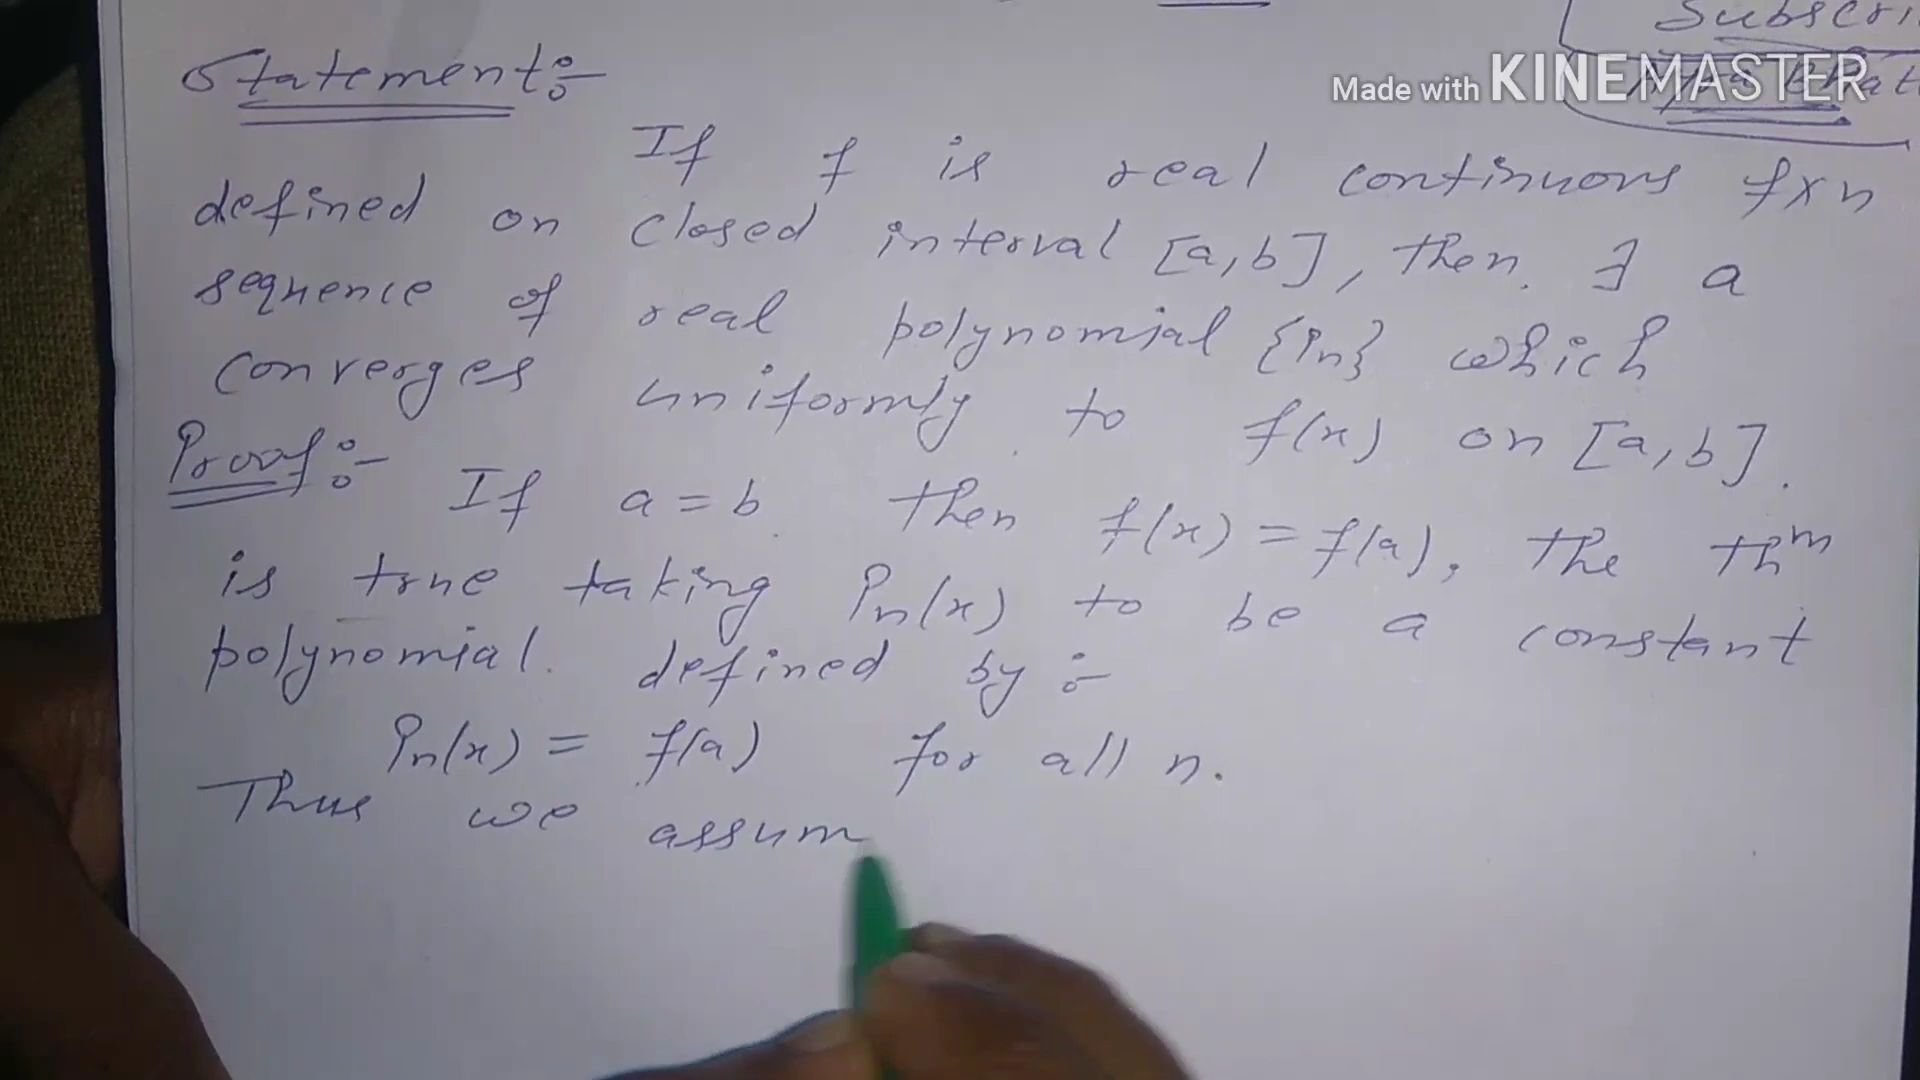 Subscri
Made with KINEMASTER
Statement:-
If f is real continuous fxn
defined on closed interval [a,b], then. ∃ a
sequence of real polynomial {Pn} which
converges uniformly to f(x) on [a,b].
Proof:- If a = b then f(x) = f(a), the thm
is true taking Pn(x) to be a constant
polynomial. defined by:-
Pn(x) = f(a) for all n.
Thus we assum